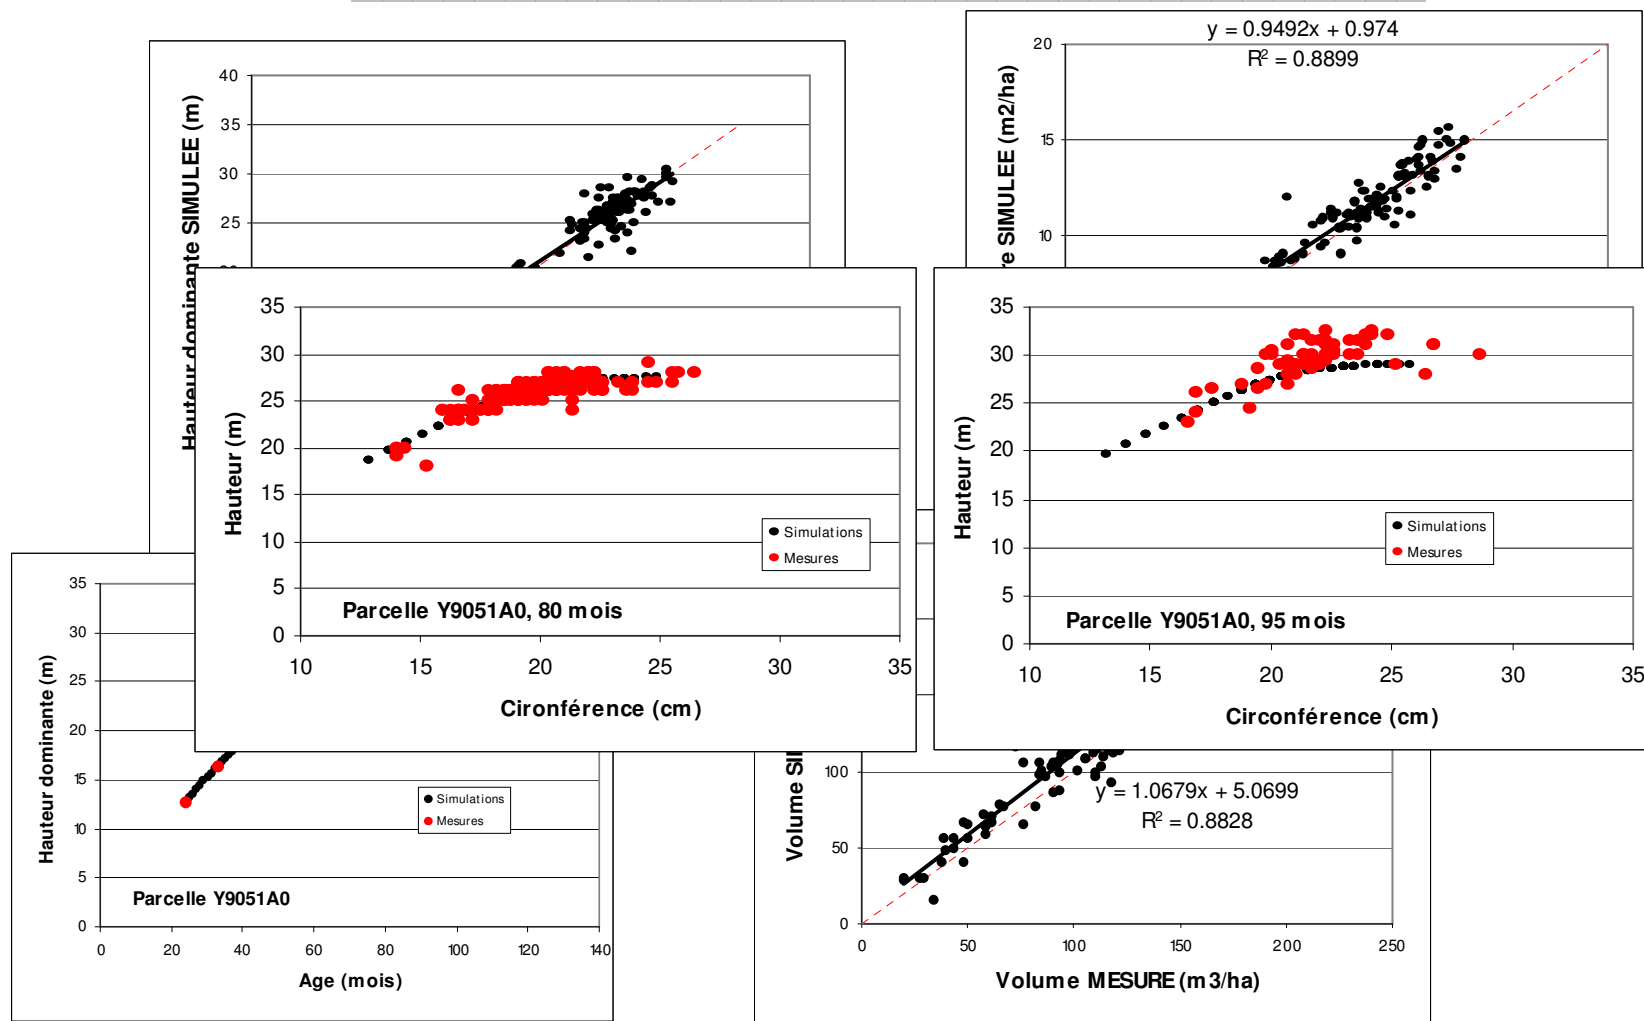 y = 0.9492x + 0.974
R² = 0.8899
20
15
10
re SIMULEE (m2/ha)
40
35
30
25
Hauteur dominante SIMULEE (m)
35
30
25
20
15
10
5
0
10
15
20
25
30
35
Hauteur (m)
Simulations
Mesures
Parcelle Y9051A0, 80 mois
Cironférence (cm)
35
30
25
20
15
10
5
0
10
15
20
25
30
35
Hauteur (m)
Simulations
Mesures
Parcelle Y9051A0, 95 mois
Circonférence (cm)
35
30
25
20
15
10
5
0
0
20
40
60
80
100
120
140
Hauteur dominante (m)
Simulations
Mesures
Parcelle Y9051A0
Age (mois)
100
50
0
0
50
100
150
200
250
Volume
y = 1.0679x + 5.0699
R² = 0.8828
Volume MESURE (m3/ha)